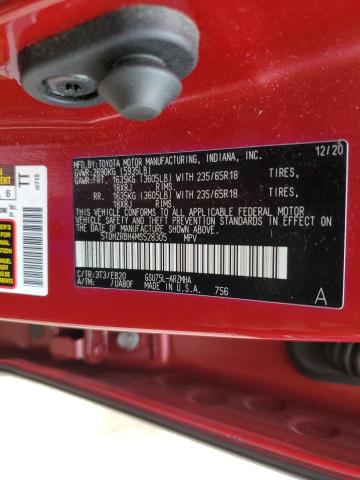 MFD. BY:TOYOTA MOTOR MANUFACTURING, INDIANA, INC. 12/20
GVWR:2690KG (5935LB)
GAWR:FRT. 1635KG (3605LB) WITH 235/65R18 TIRES,
18X8J RIMS.
RR. 1635KG (3605LB) WITH 235/65R18 TIRES,
18X8J RIMS.
THIS VEHICLE CONFORMS TO ALL APPLICABLE FEDERAL MOTOR
VEHICLE SAFETY STANDARDS IN EFFECT ON THE DATE OF
MANUFACTURE SHOWN ABOVE.
5TDHZRBH4MS528305 MPV
C/TR:3T3/EB20 GSU75L-ARZMHA
A/TM: /UA80F MADE IN U.S.A. 756
A
TT
6